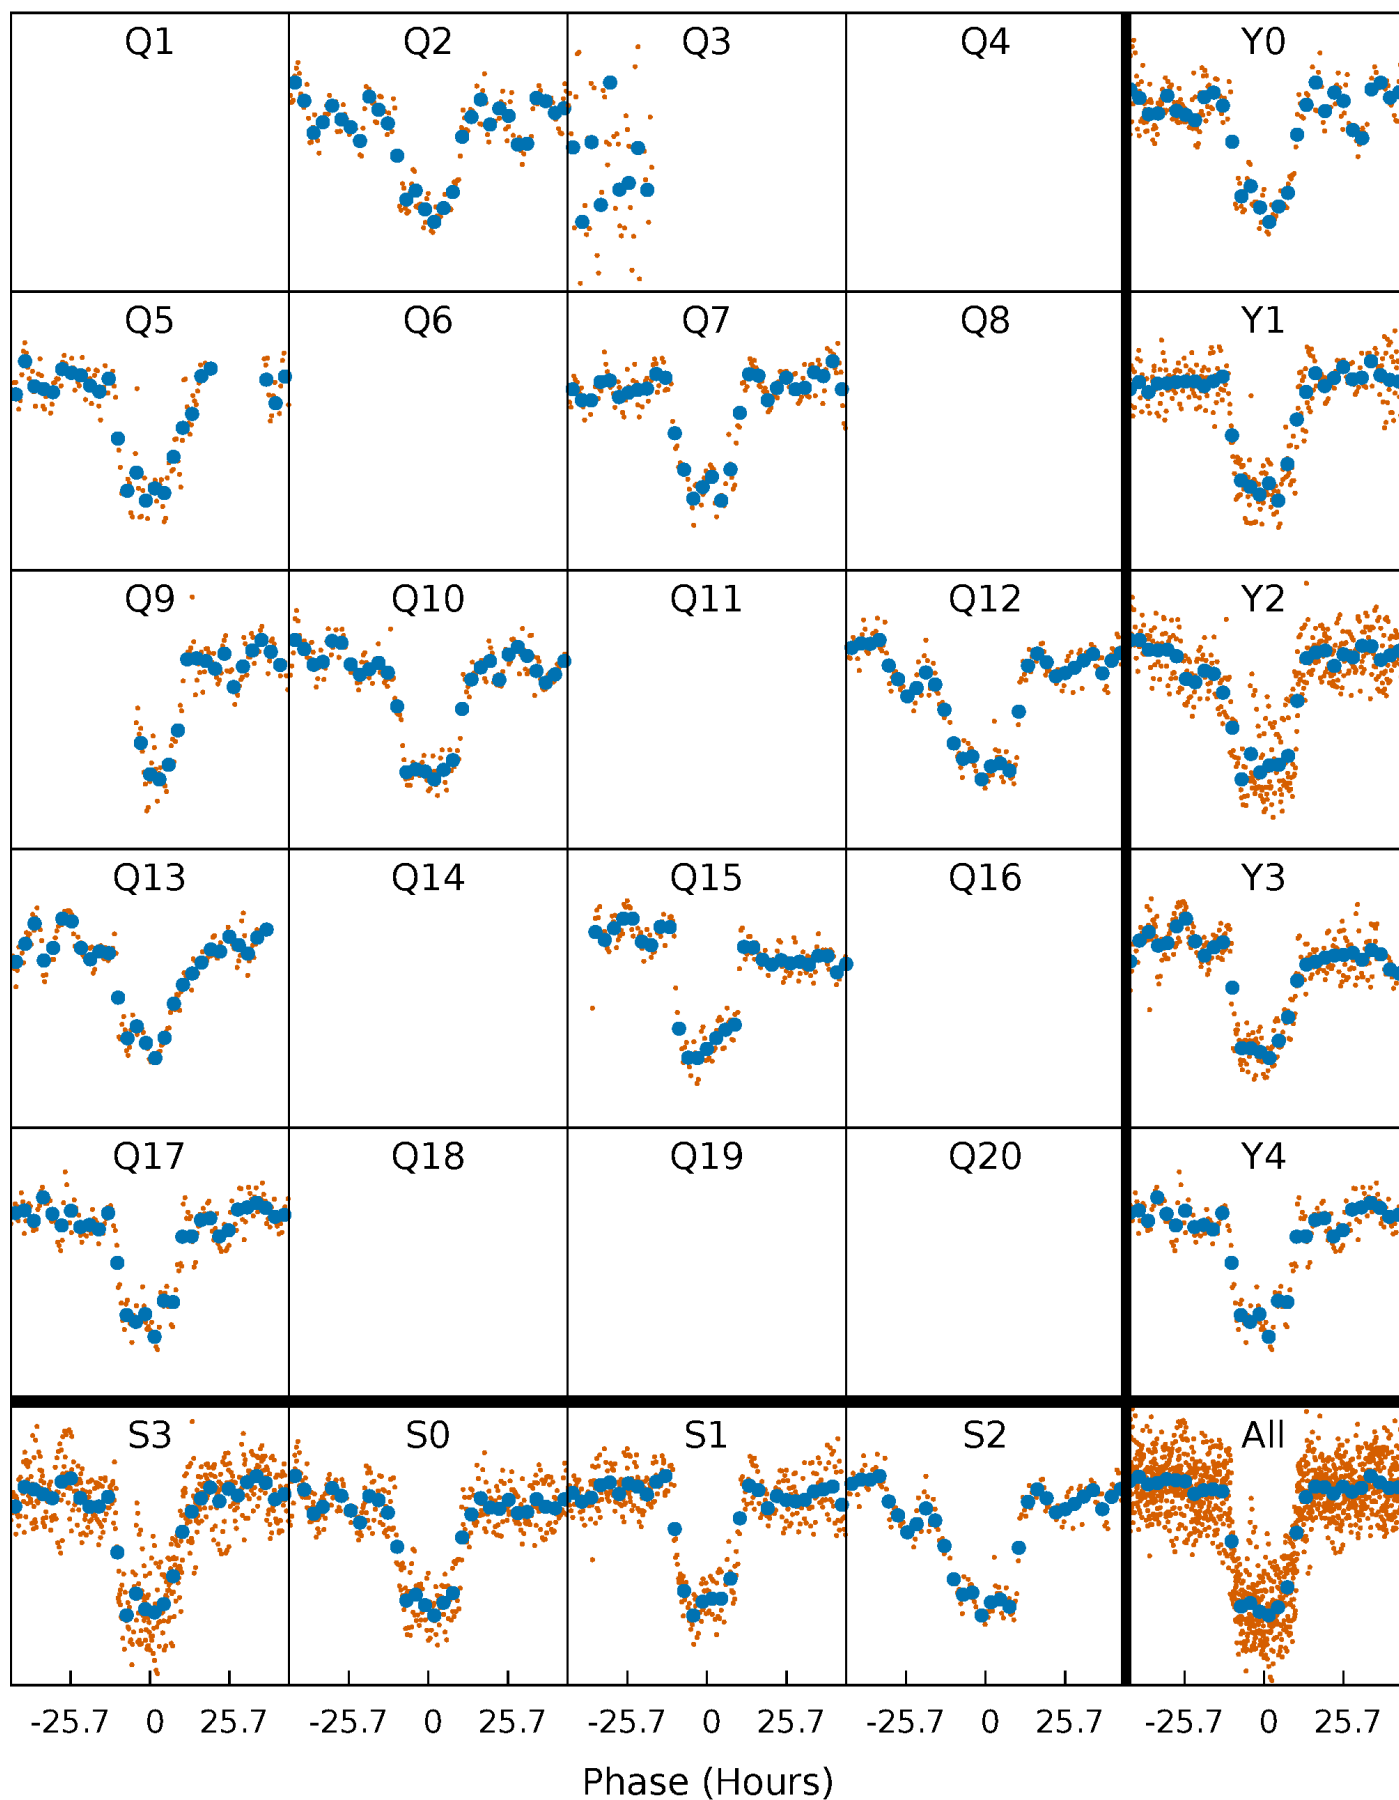 Q1 Q2 Q3 Q4 Y0
Q5 Q6 Q7 Q8 Y1
Q9 Q10 Q11 Q12 Y2
Q13 Q14 Q15 Q16 Y3
Q17 Q18 Q19 Q20 Y4
S3 S0 S1 S2 All
-25.7 0 25.7 -25.7 0 25.7 -25.7 0 25.7 -25.7 0 25.7 -25.7 0 25.7
Phase (Hours)